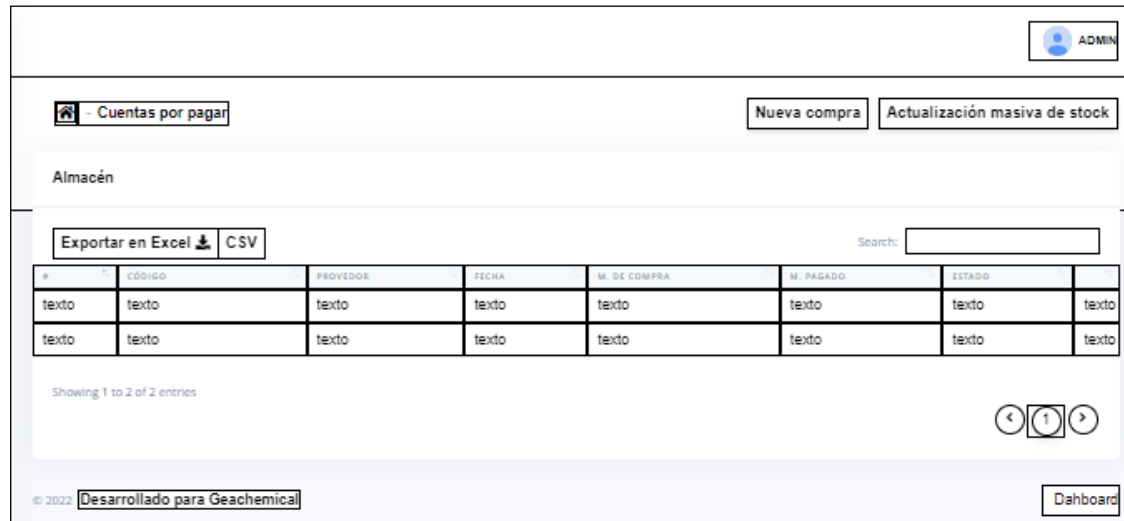 ADMIN
- Cuentas por pagar
Nueva compra
Actualización masiva de stock
Almacén
Exportar en Excel CSV
Search:
# CÓDIGO PROVEDOR FECHA M. DE COMPRA M. PAGADO ESTADO
texto texto texto texto texto texto texto texto
texto texto texto texto texto texto texto texto
Showing 1 to 2 of 2 entries
1
© 2022 Desarrollado para Geachemical
Dahboard